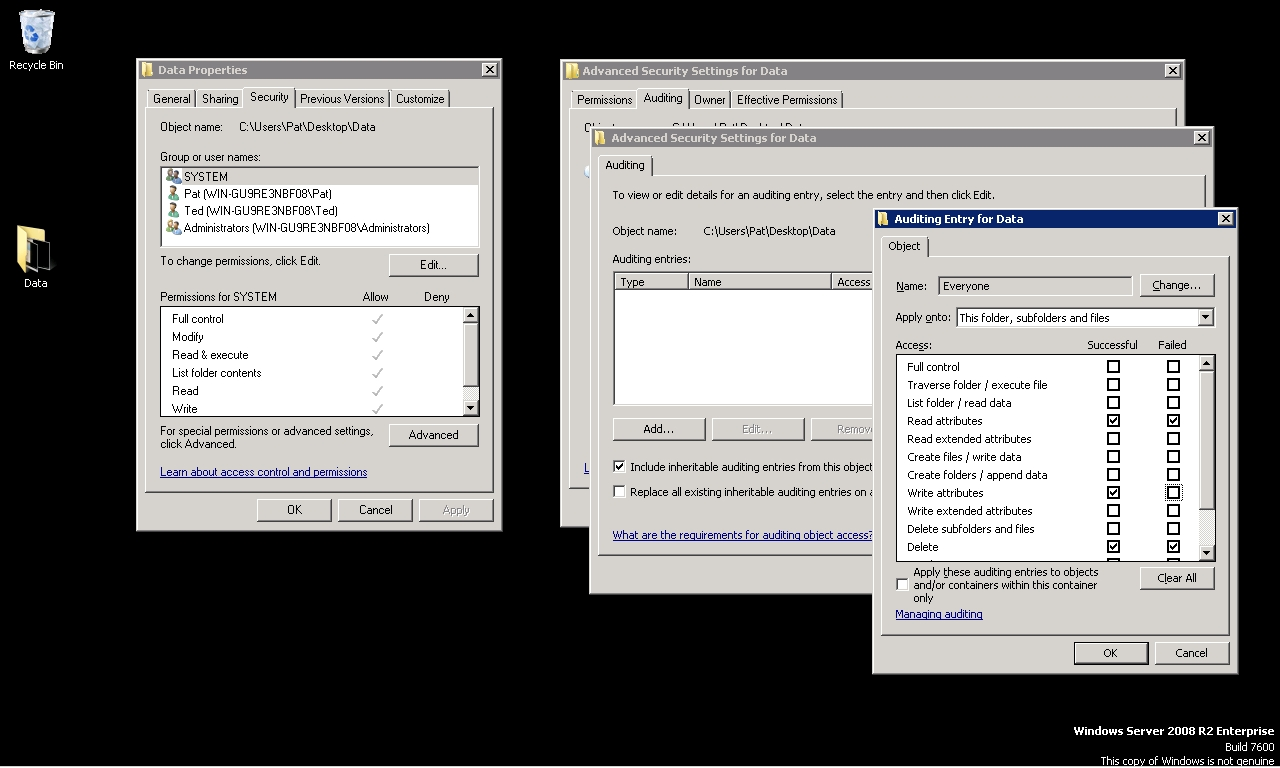 Recycle Bin
Data
Data Properties
General Sharing Security Previous Versions Customize
Object name: C:\Users\Pat\Desktop\Data
Group or user names:
SYSTEM
Pat (WIN-GU9RE3NBF08\Pat)
Ted (WIN-GU9RE3NBF08\Ted)
Administrators (WIN-GU9RE3NBF08\Administrators)
To change permissions, click Edit.
Edit...
Permissions for SYSTEM Allow Deny
Full control
Modify
Read & execute
List folder contents
Read
Write
For special permissions or advanced settings,
click Advanced.
Advanced
Learn about access control and permissions
OK Cancel Apply
Advanced Security Settings for Data
Permissions Auditing Owner Effective Permissions
Advanced Security Settings for Data
Auditing
To view or edit details for an auditing entry, select the entry and then click Edit.
Object name: C:\Users\Pat\Desktop\Data
Auditing entries:
Type Name Access
Add... Edit... Remov
Include inheritable auditing entries from this object
Replace all existing inheritable auditing entries on a
What are the requirements for auditing object access?
Auditing Entry for Data
Object
Name: Everyone
Change...
Apply onto: This folder, subfolders and files
Access: Successful Failed
Full control
Traverse folder / execute file
List folder / read data
Read attributes
Read extended attributes
Create files / write data
Create folders / append data
Write attributes
Write extended attributes
Delete subfolders and files
Delete
Apply these auditing entries to objects
and/or containers within this container
only
Clear All
Managing auditing
OK Cancel
Windows Server 2008 R2 Enterprise
Build 7600
This copy of Windows is not genuine